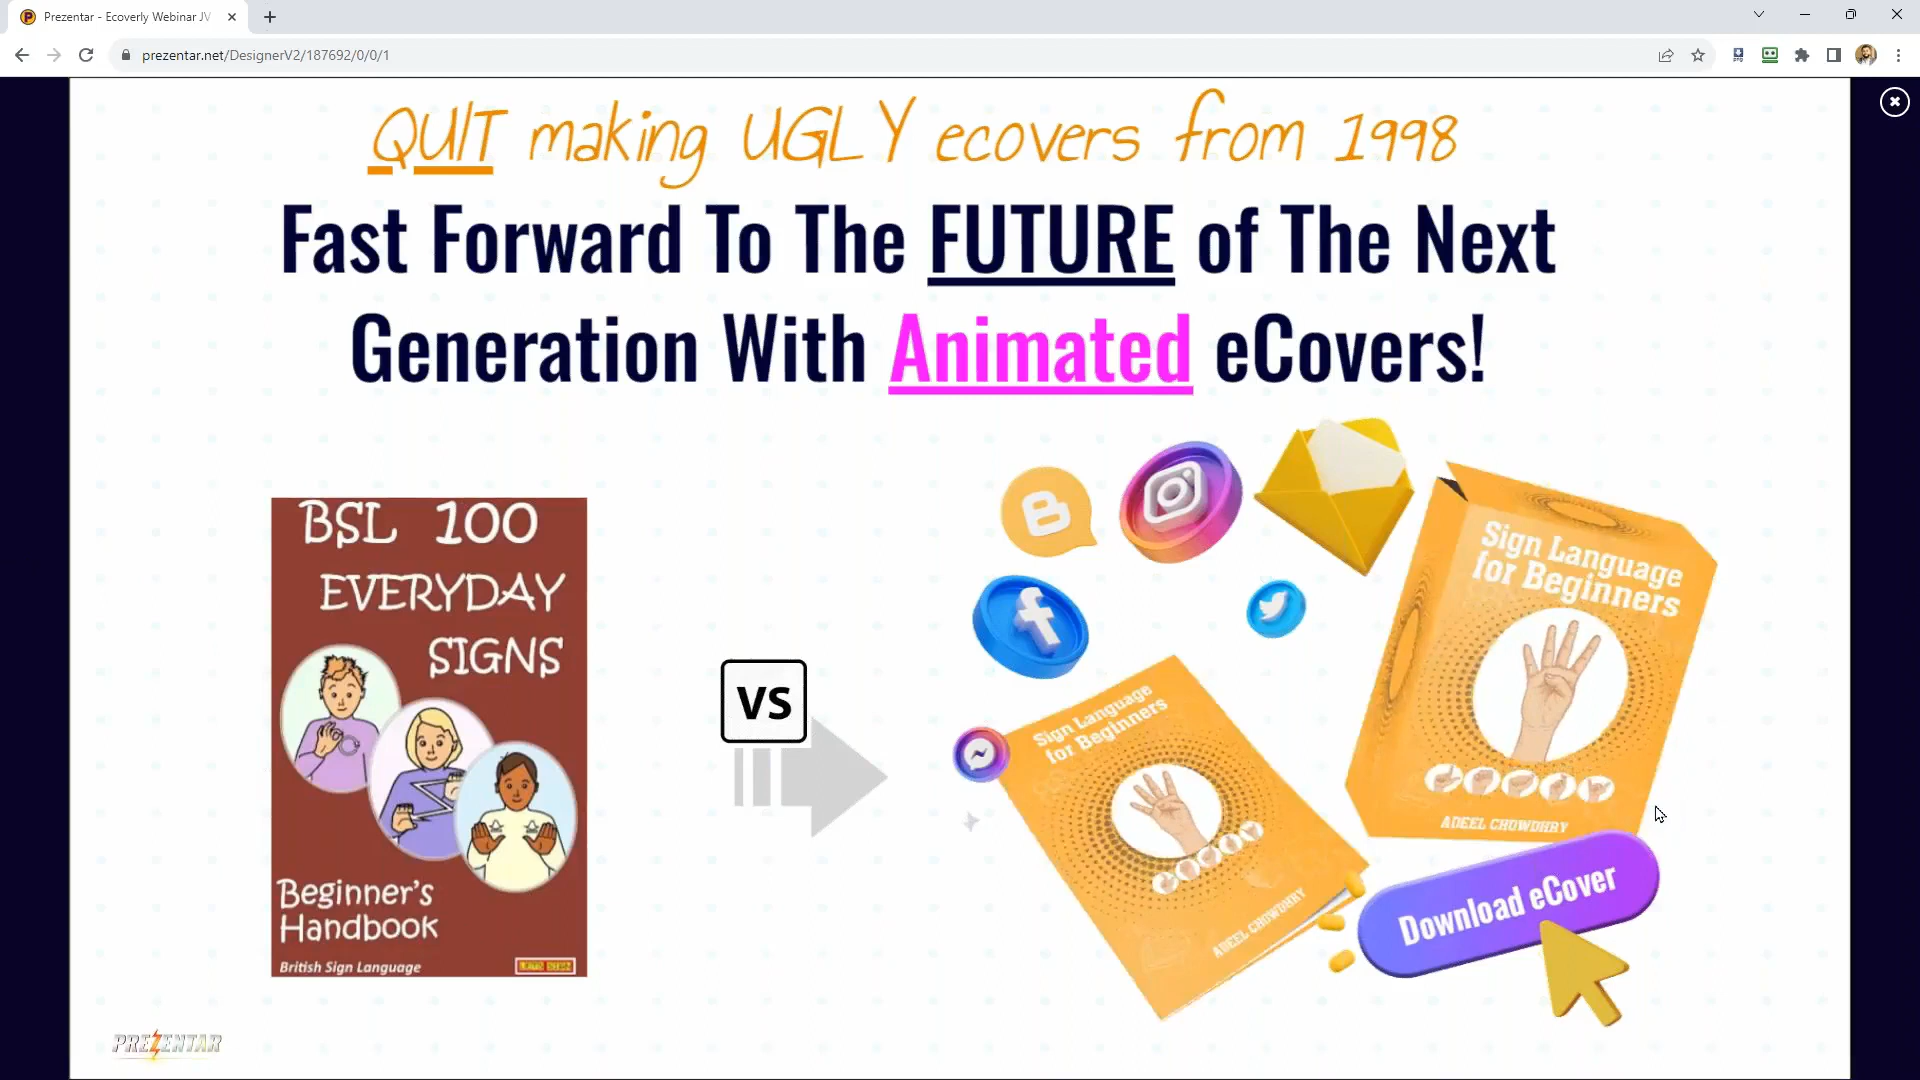 Prezentar - Ecoverly Webinar JV
prezentar.net/DesignerV2/187692/0/0/1
QUIT making UGLY ecovers from 1998
Fast Forward To The FUTURE of The Next
Generation With Animated eCovers!
BSL 100
EVERYDAY
SIGNS
Beginner's
Handbook
British Sign Language
VS
Sign Language
for Beginners
ADEEL CHOWDHRY
Sign Language
for Beginners
ADEEL CHOWDHRY
Download eCover
PREZENTAR